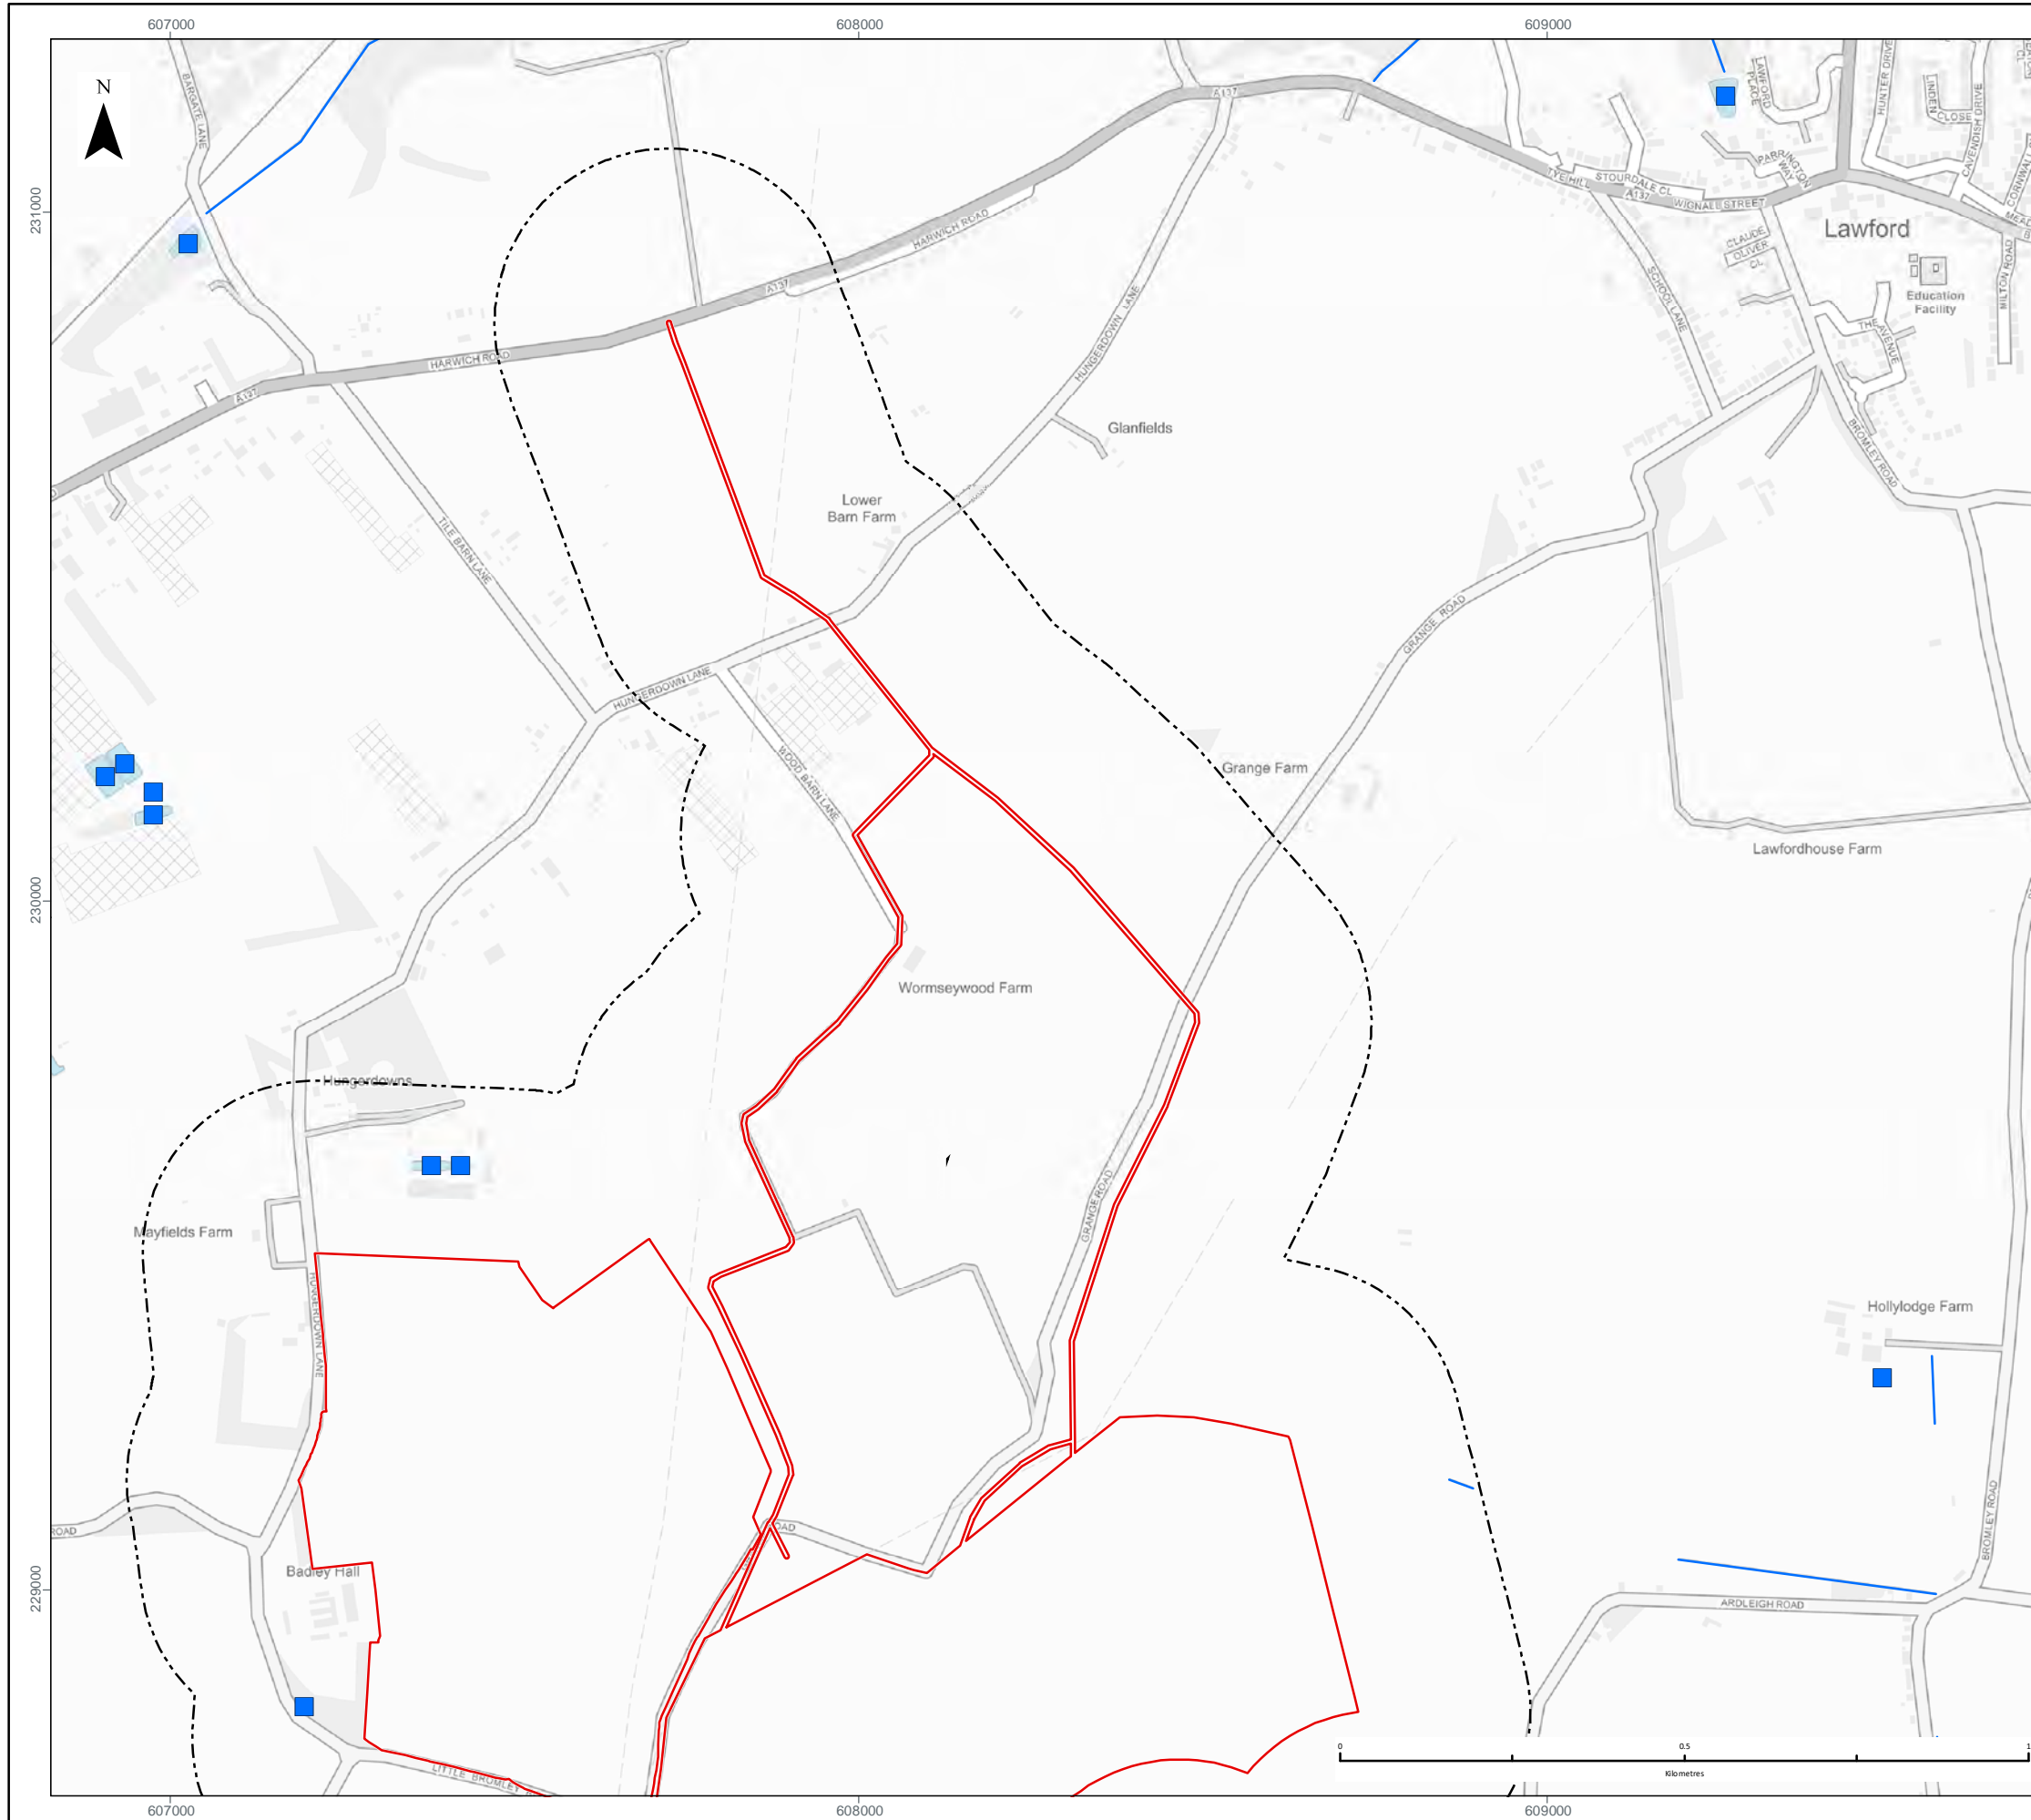 607000
608000
609000
N
231000
230000
229000
BARGATE LANE
A137
HUNTER DRIVE
LAWFORD
PLACE
LINDEN
CLOSE
CAVENDISH DRIVE
PARRINGTON
WAY
TYE HILL
STOURDALE CL
A137
WIGNALL STREET
Lawford
CLAUDE
OLIVER
CL
MILTON ROAD
Education
Facility
SCHOOL LANE
THE AVENUE
HARWICH ROAD
A137
HARWICH ROAD
A137
HUNGERDOWN LANE
Glanfields
BROMLEY ROAD
Lower
Barn Farm
TILE BARN LANE
GRANGE ROAD
HUNGERDOWN LANE
WOOD BARN LANE
Grange Farm
Lawfordhouse Farm
Wormseywood Farm
Hungerdowns
GRANGE ROAD
Mayfields Farm
HUNGERDOWN LANE
Hollylodge Farm
BROMLEY ROAD
ROAD
OAD
Badley Hall
ARDLEIGH ROAD
LITTLE BROMLEY
0
0.5
1
Kilometres
607000
608000
609000